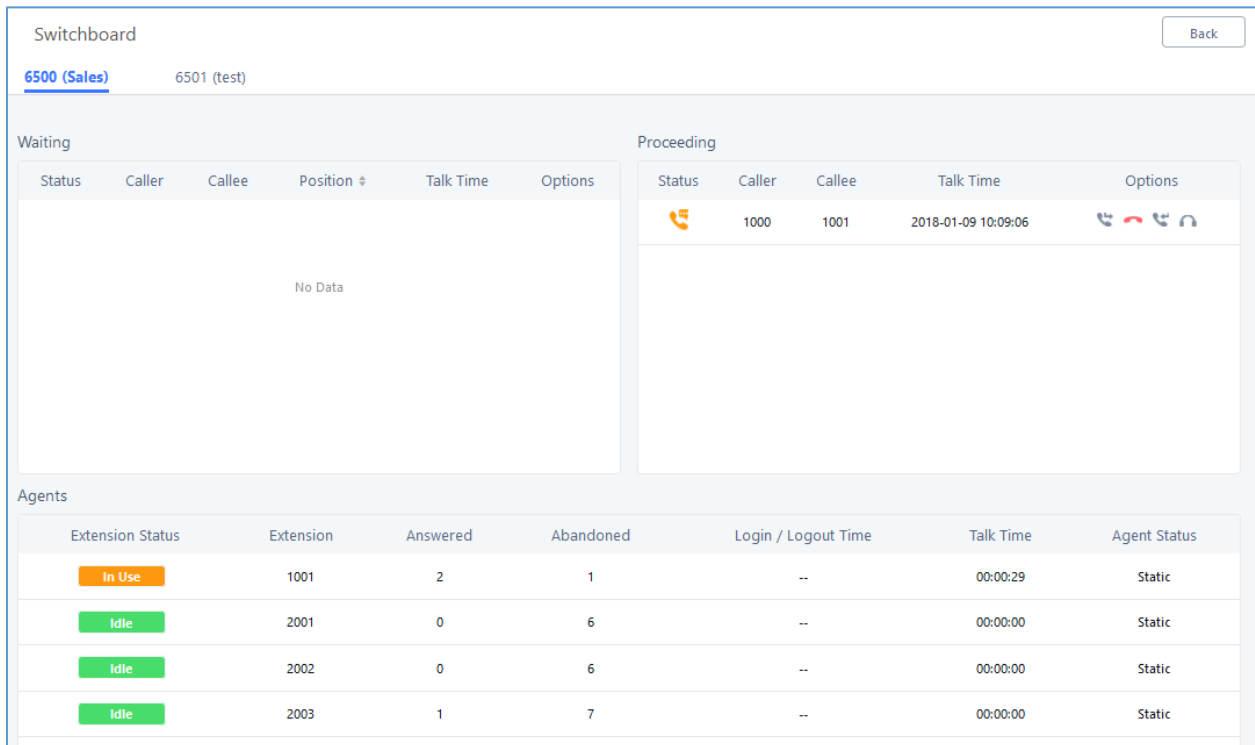 Switchboard
Back
6500 (Sales) 6501 (test)
Waiting
Status Caller Callee Position Talk Time Options
No Data
Proceeding
Status Caller Callee Talk Time Options
1000 1001 2018-01-09 10:09:06
Agents
Extension Status Extension Answered Abandoned Login / Logout Time Talk Time Agent Status
In Use 1001 2 1 -- 00:00:29 Static
Idle 2001 0 6 -- 00:00:00 Static
Idle 2002 0 6 -- 00:00:00 Static
Idle 2003 1 7 -- 00:00:00 Static